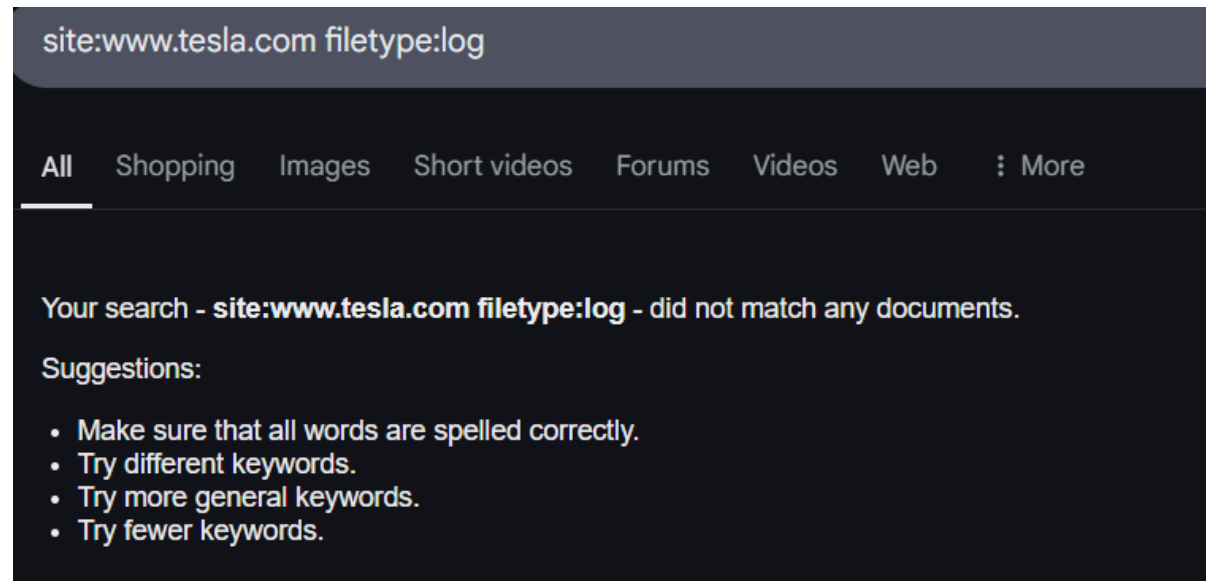 site:www.tesla.com filetype:log
All Shopping Images Short videos Forums Videos Web More
Your search - site:www.tesla.com filetype:log - did not match any documents.
Suggestions:
• Make sure that all words are spelled correctly.
• Try different keywords.
• Try more general keywords.
• Try fewer keywords.